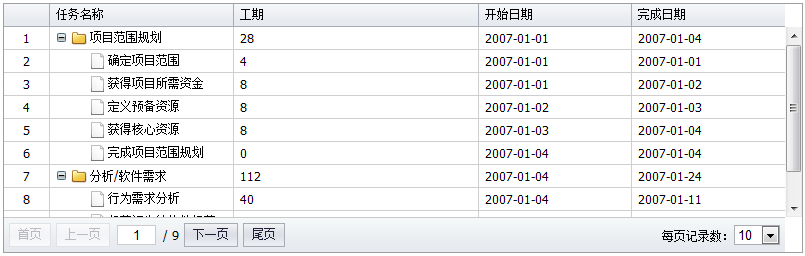 任务名称 工期 开始日期 完成日期
1 项目范围规划 28 2007-01-01 2007-01-04
2 确定项目范围 4 2007-01-01 2007-01-01
3 获得项目所需资金 8 2007-01-01 2007-01-02
4 定义预备资源 8 2007-01-02 2007-01-03
5 获得核心资源 8 2007-01-03 2007-01-04
6 完成项目范围规划 0 2007-01-04 2007-01-04
7 分析/软件需求 112 2007-01-04 2007-01-24
8 行为需求分析 40 2007-01-04 2007-01-11
首页 上一页 1 / 9 下一页 尾页 每页记录数: 10